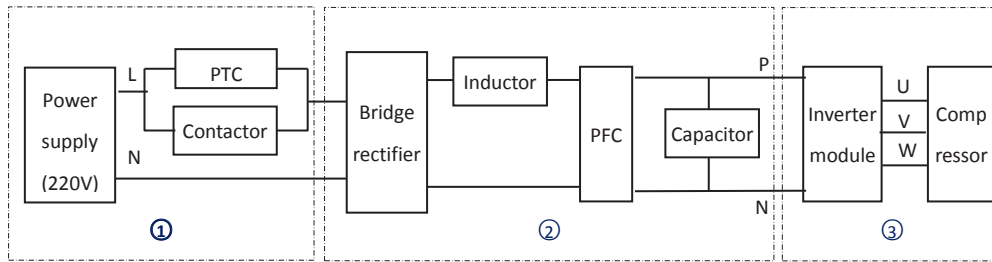 Power
supply
(220V)
L
N
PTC
Contactor
①
Bridge
rectifier
Inductor
PFC
Capacitor
P
N
②
Inverter
module
U
V
W
Comp
ressor
③